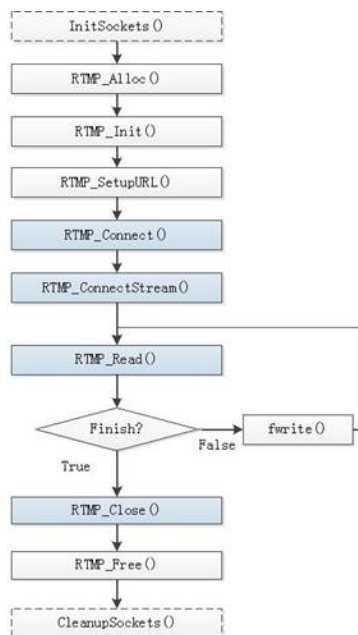 InitSockets()
RTMP_Alloc()
RTMP_Init()
RTMP_SetupURL()
RTMP_Connect()
RTMP_ConnectStream()
RTMP_Read()
Finish?
False
fwrite()
True
RTMP_Close()
RTMP_Free()
CleanupSockets()